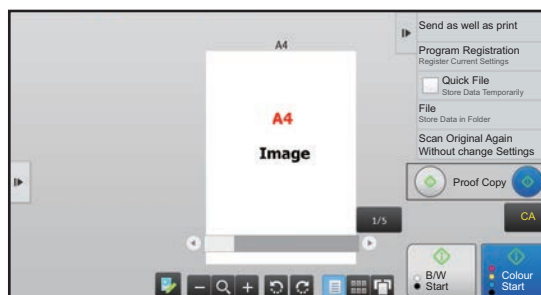 A4
A4
Image
1/5
Send as well as print
Program Registration
Register Current Settings
Quick File
Store Data Temporarily
File
Store Data in Folder
Scan Original Again
Without change Settings
Proof Copy
CA
B/W
Start
Colour
Start